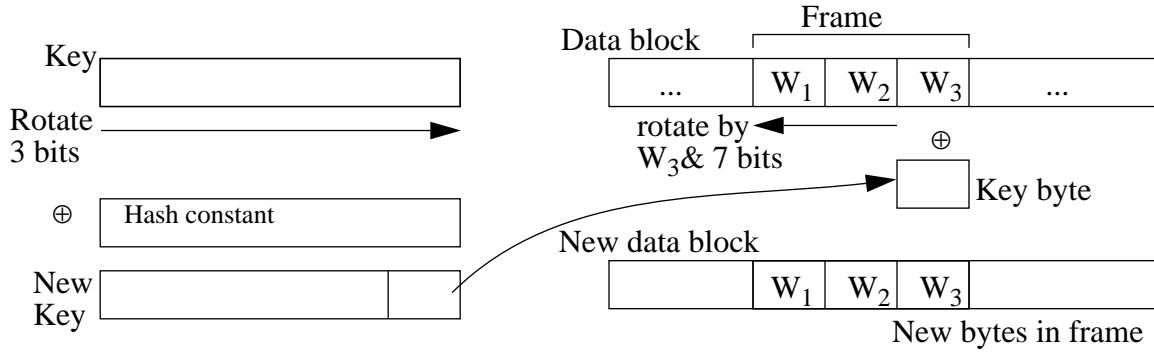 Key
Rotate
3 bits
⊕
Hash constant
New
Key
Frame
Data block
... W₁ W₂ W₃ ...
rotate by
W₃& 7 bits
⊕
Key byte
New data block
W₁ W₂ W₃
New bytes in frame